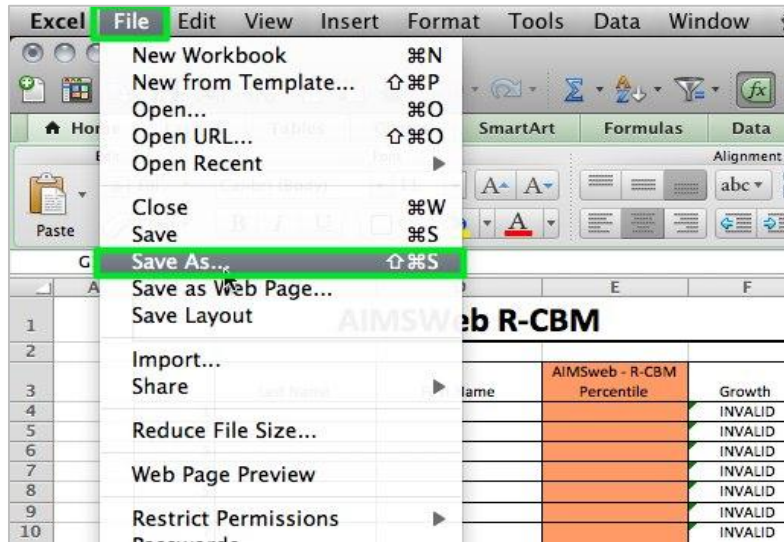 Excel File Edit View Insert Format Tools Data Window
New Workbook ⌘N
New from Template... ⇧⌘P
Open... ⌘O
Open URL... ⇧⌘O
Open Recent ▶
Close ⌘W
Save ⌘S
Save As... ⇧⌘S
Save as Web Page...
Save Layout
Import...
Share ▶
Reduce File Size...
Web Page Preview
Restrict Permissions ▶
fx
SmartArt Formulas Data
Alignment
Paste A A abc
A
G
A E F
1 AIMSWeb R-CBM
2
AIMSweb - R-CBM
3 Percentile Growth
4 INVALID
5 INVALID
6 INVALID
7 INVALID
8 INVALID
9 INVALID
10 INVALID